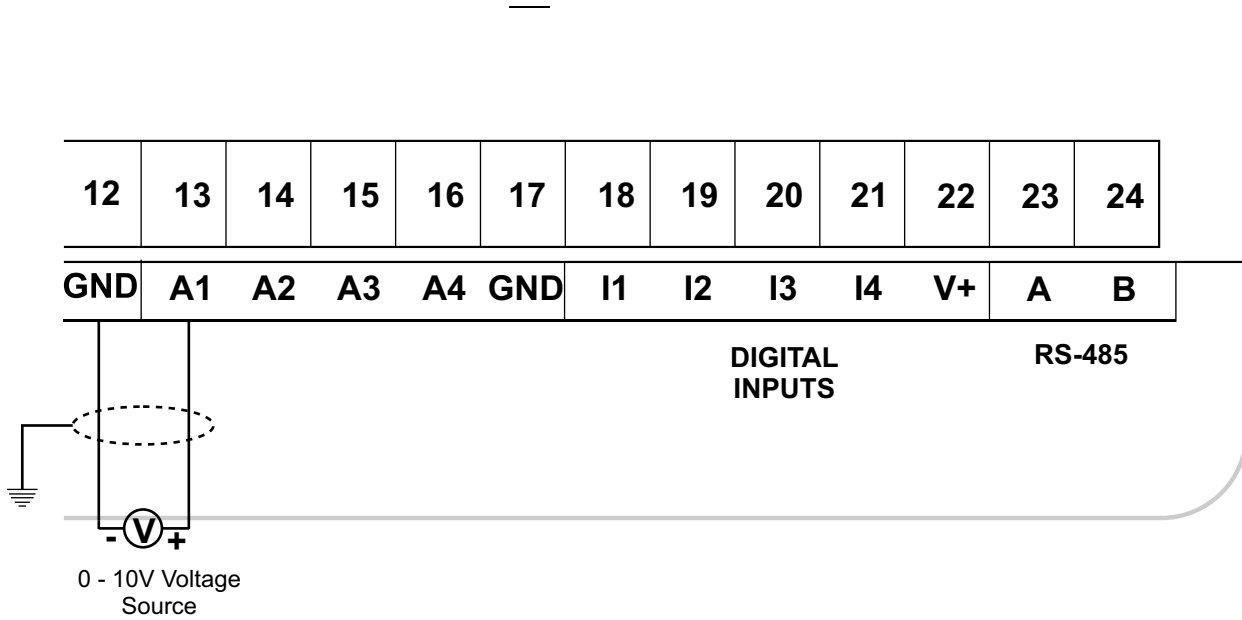 12 13 14 15 16 17 18 19 20 21 22 23 24
GND A1 A2 A3 A4 GND I1 I2 I3 I4 V+ A B
DIGITAL
INPUTS
RS-485
- V +
0 - 10V Voltage
Source